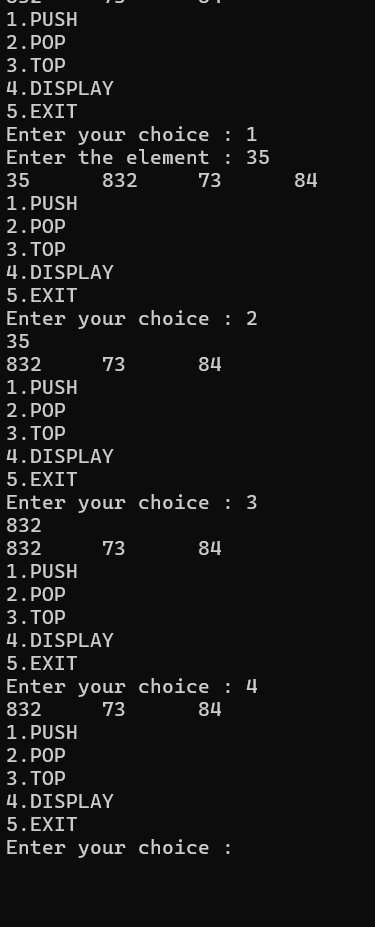 832      73      84
1.PUSH
2.POP
3.TOP
4.DISPLAY
5.EXIT
Enter your choice : 1
Enter the element : 35
35      832     73      84
1.PUSH
2.POP
3.TOP
4.DISPLAY
5.EXIT
Enter your choice : 2
35
832     73      84
1.PUSH
2.POP
3.TOP
4.DISPLAY
5.EXIT
Enter your choice : 3
832
832     73      84
1.PUSH
2.POP
3.TOP
4.DISPLAY
5.EXIT
Enter your choice : 4
832     73      84
1.PUSH
2.POP
3.TOP
4.DISPLAY
5.EXIT
Enter your choice :